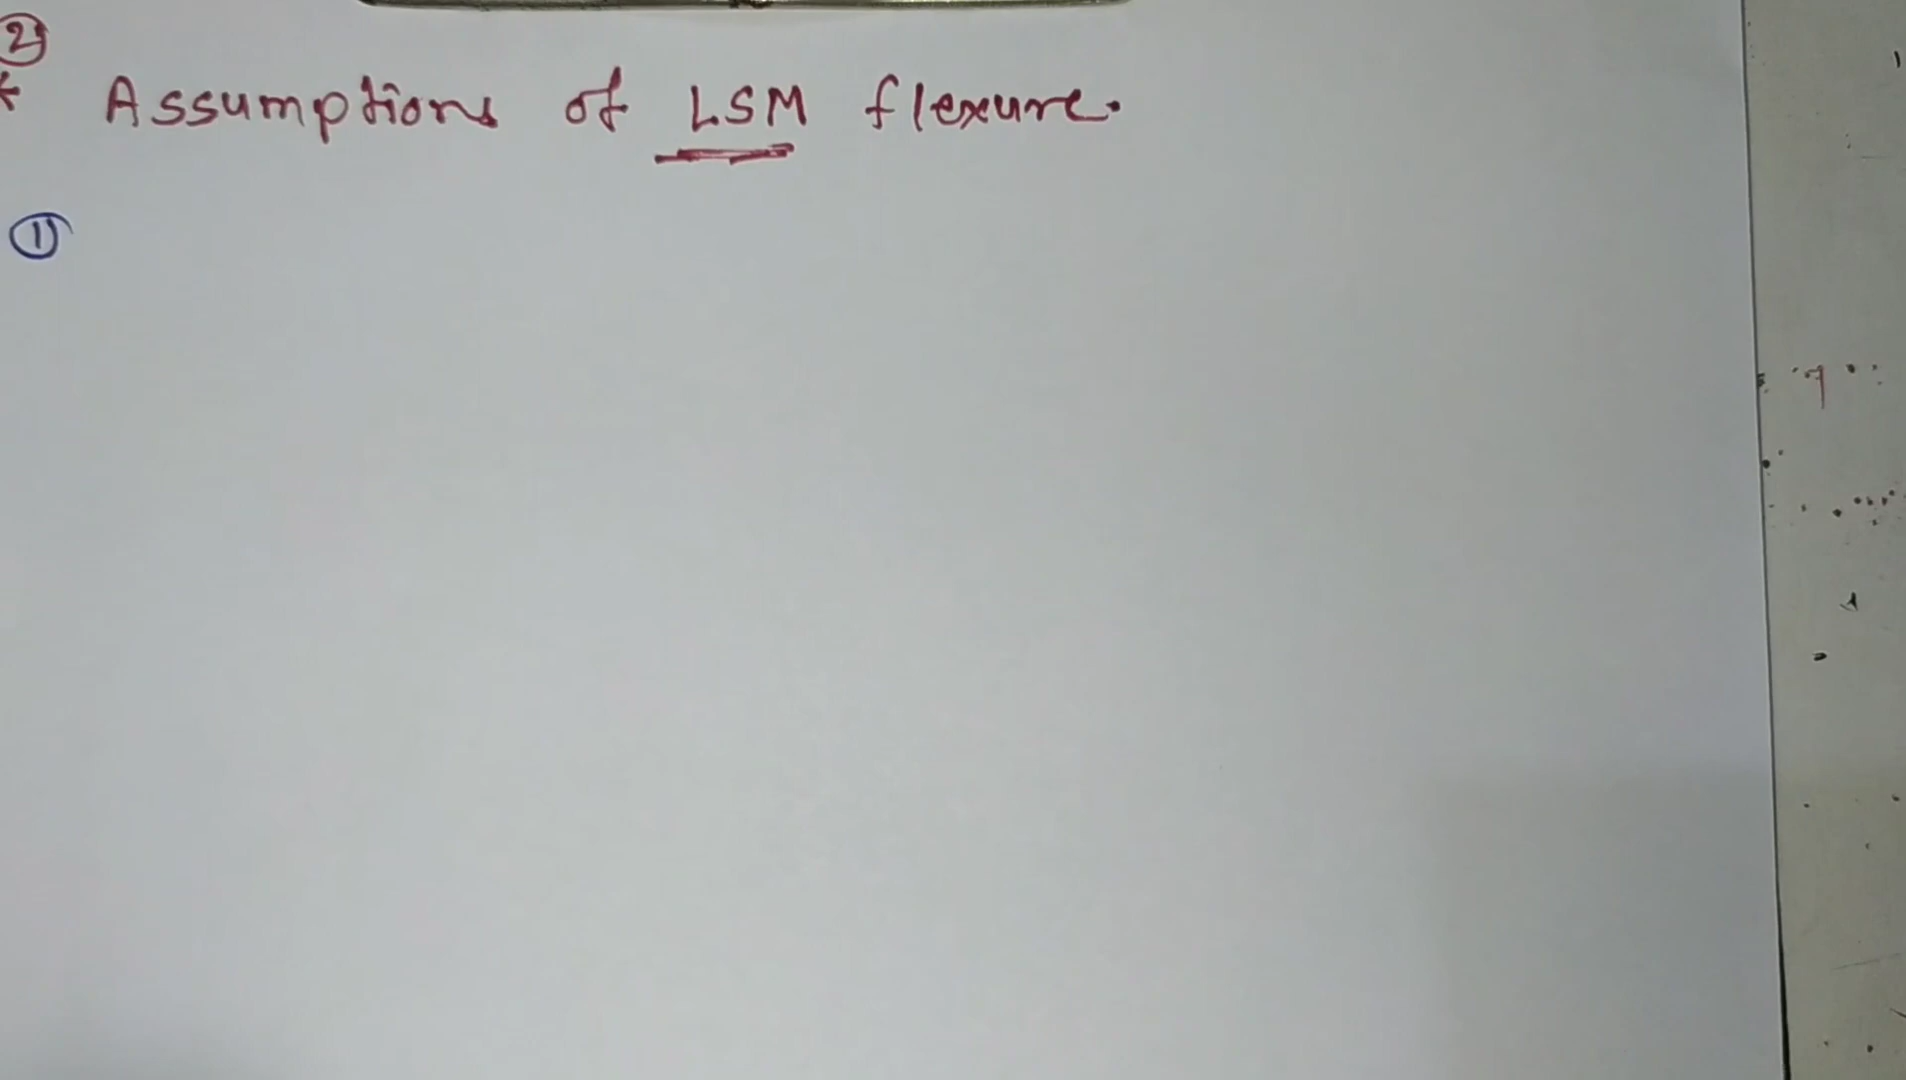 ②
* Assumptions of LSM flexure.
①